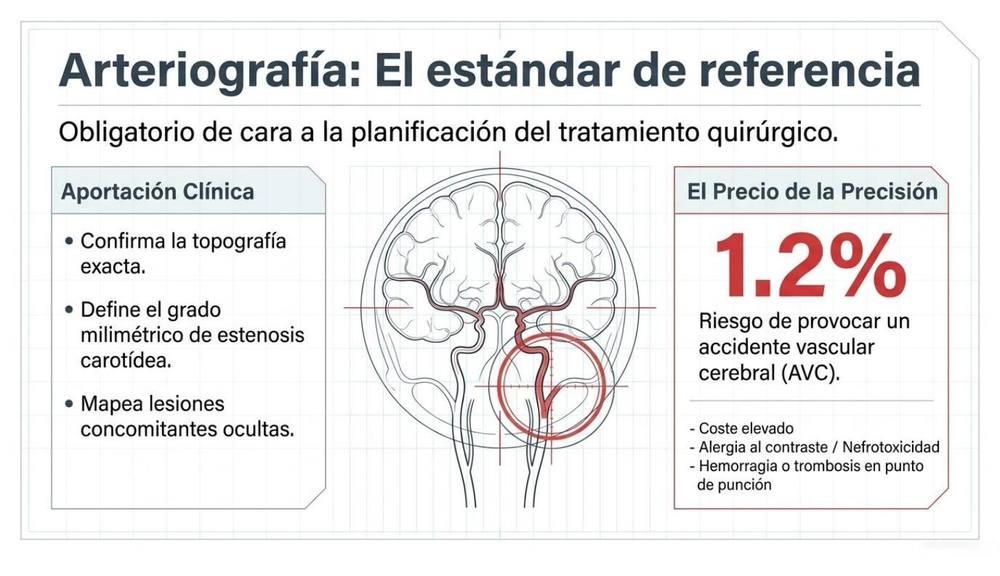 Arteriografía: El estándar de referencia
Obligatorio de cara a la planificación del tratamiento quirúrgico.
Aportación Clínica
• Confirma la topografía
exacta.
• Define el grado
milimétrico de estenosis
carotídea.
• Mapea lesiones
concomitantes ocultas.
El Precio de la Precisión
1.2%
Riesgo de provocar un
accidente vascular
cerebral (AVC).
- Coste elevado
- Alergia al contraste / Nefrotoxicidad
- Hemorragia o trombosis en punto
de punción